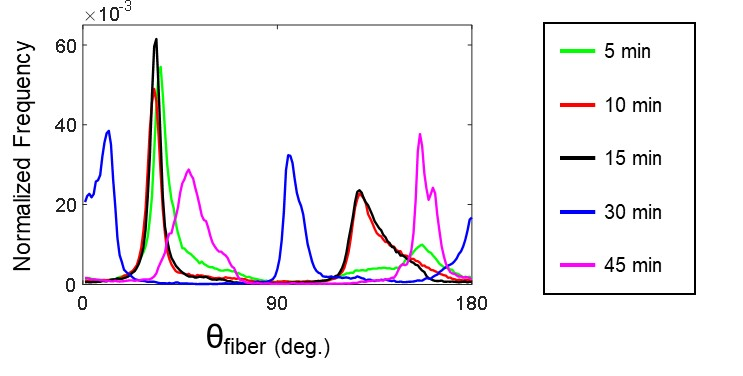 ×10⁻³
60
40
20
0
0 90 180
Normalized Frequency
θfiber (deg.)
5 min
10 min
15 min
30 min
45 min